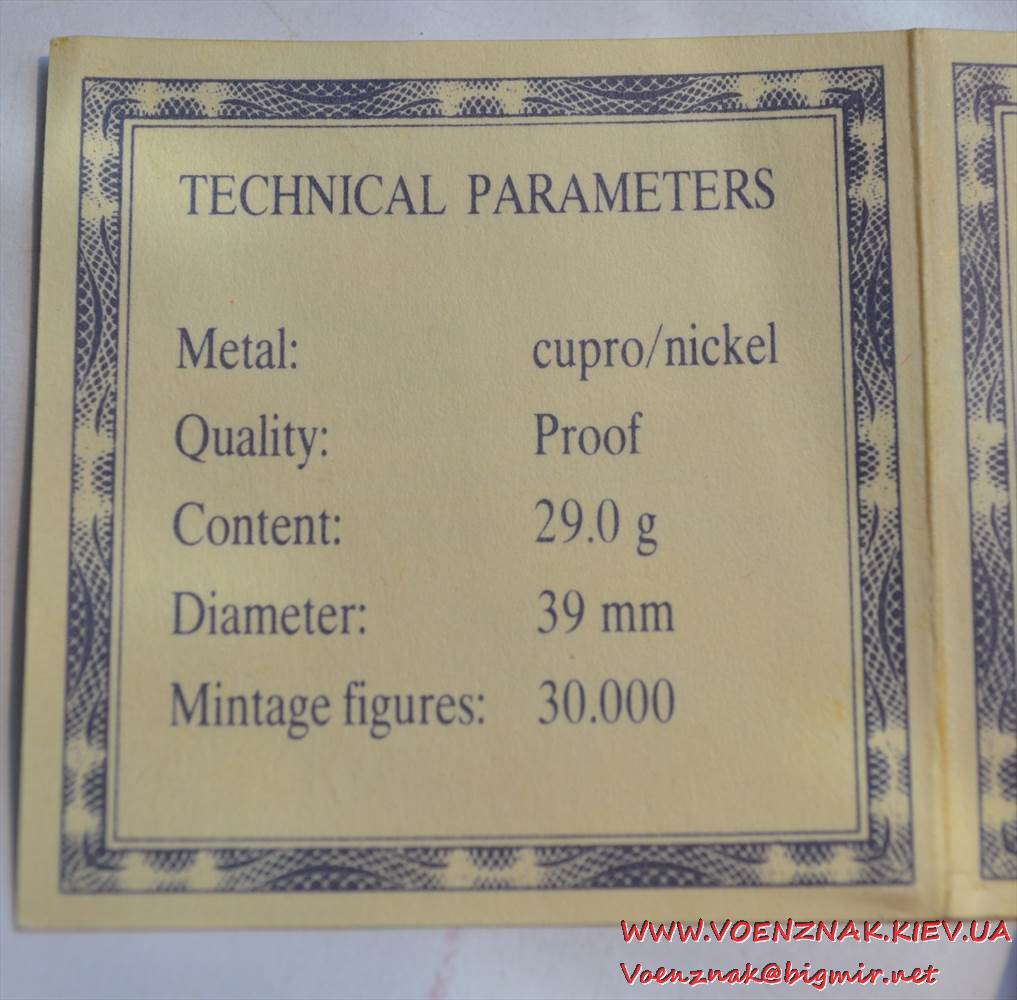 TECHNICAL PARAMETERS
Metal: cupro/nickel
Quality: Proof
Content: 29.0 g
Diameter: 39 mm
Mintage figures: 30.000
WWW.VOENZNAK.KIEV.UA
Voenznak@bigmir.net